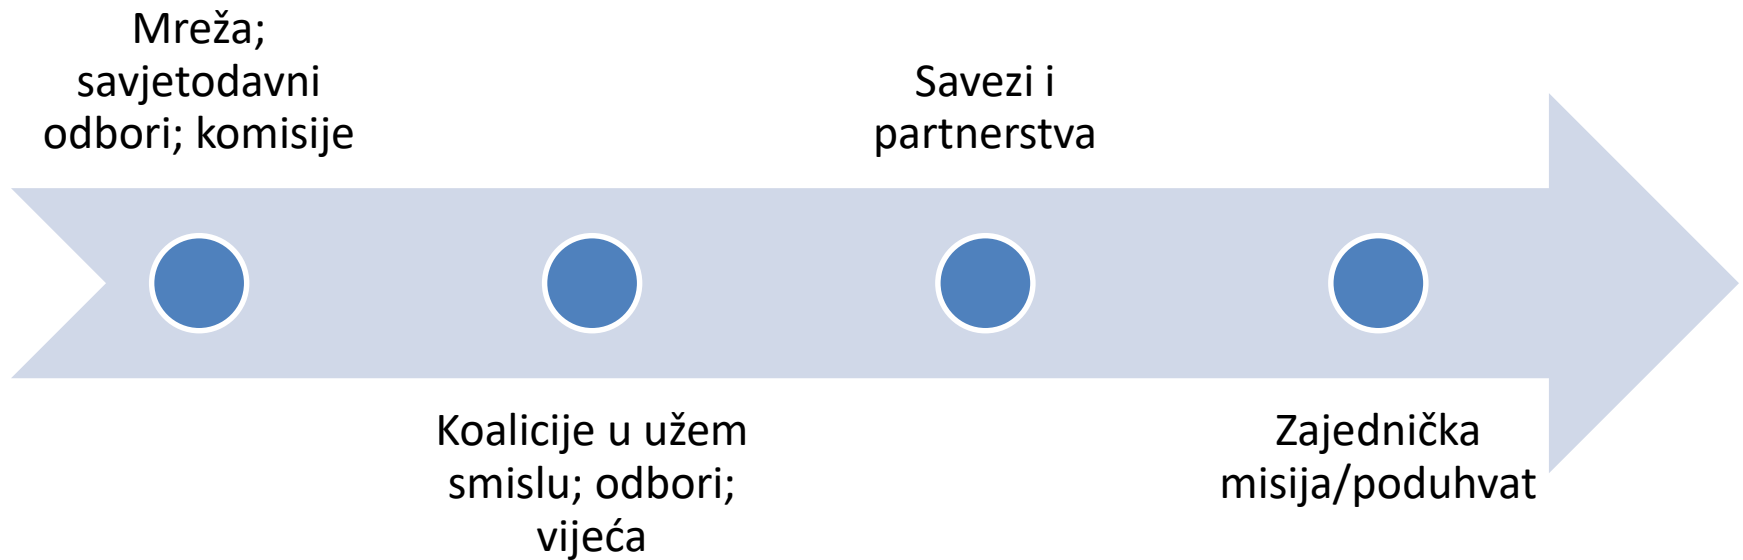 Mreža;
savjetodavni
odbori; komisije
Koalicije u užem
smislu; odbori;
vijeća
Savezi i
partnerstva
Zajednička
misija/poduhvat